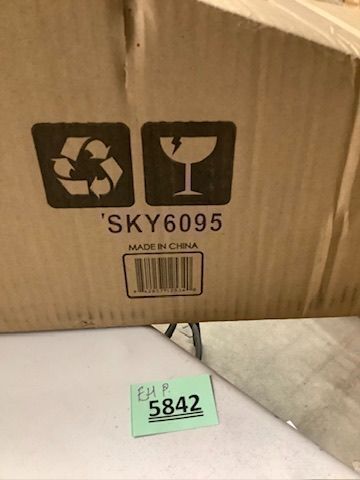 'SKY6095
MADE IN CHINA
EH P.
5842